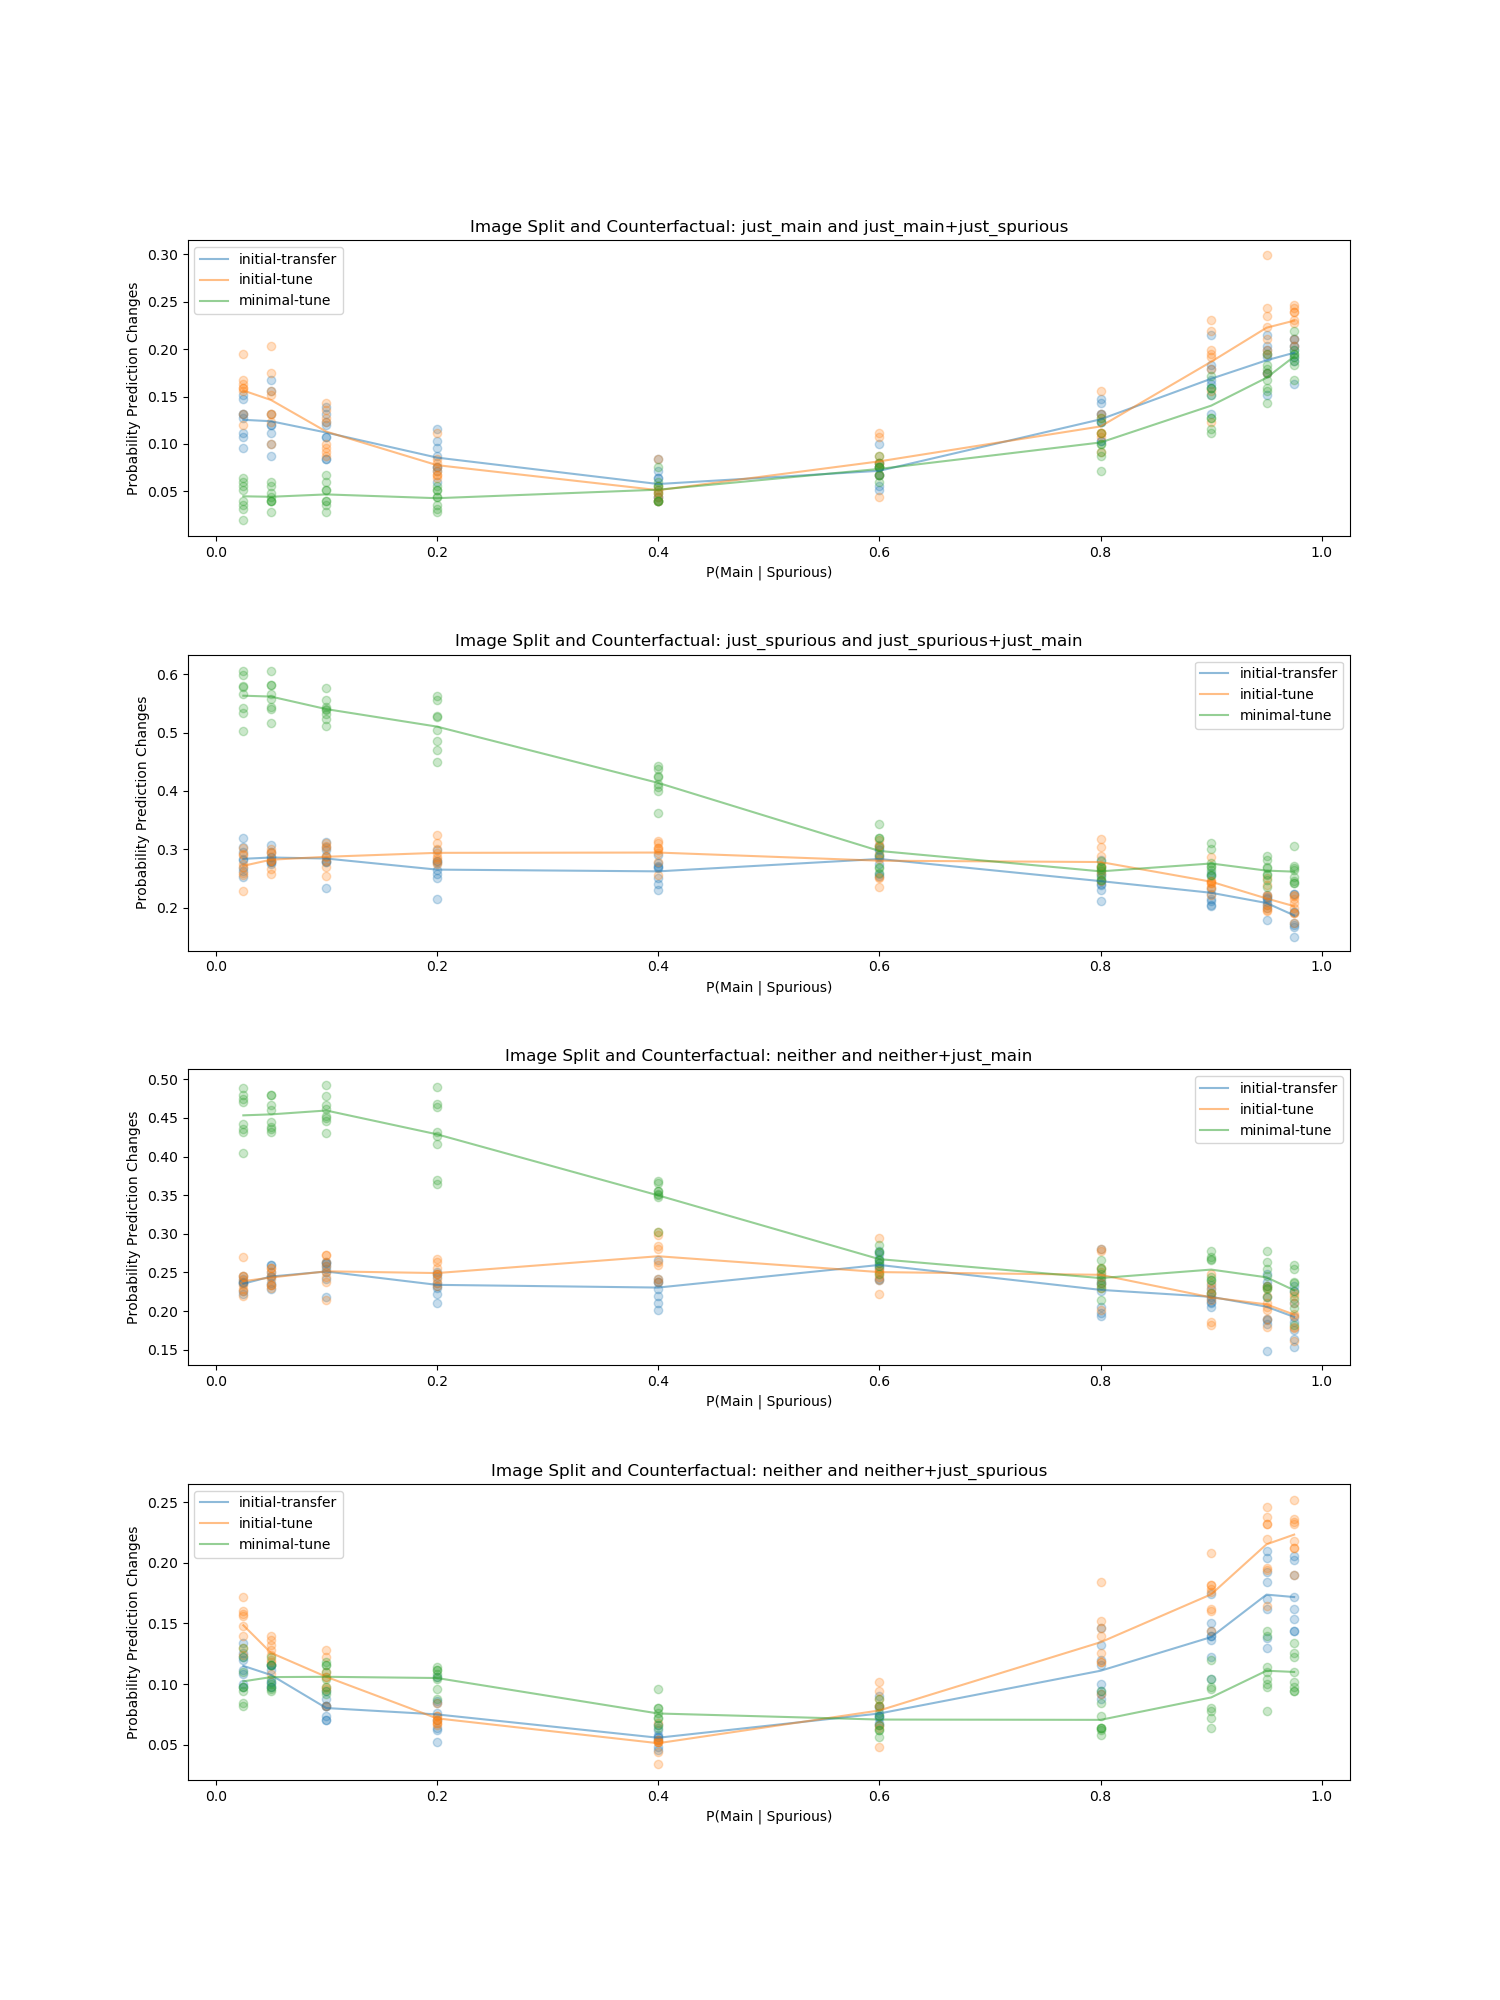 Image Split and Counterfactual: just_main and just_main+just_spurious
Probability Prediction Changes
0.30
0.25
0.20
0.15
0.10
0.05
initial-transfer
initial-tune
minimal-tune
0.0 0.2 0.4 0.6 0.8 1.0
P(Main | Spurious)
Image Split and Counterfactual: just_spurious and just_spurious+just_main
Probability Prediction Changes
0.6
0.5
0.4
0.3
0.2
initial-transfer
initial-tune
minimal-tune
0.0 0.2 0.4 0.6 0.8 1.0
P(Main | Spurious)
Image Split and Counterfactual: neither and neither+just_main
Probability Prediction Changes
0.50
0.45
0.40
0.35
0.30
0.25
0.20
0.15
initial-transfer
initial-tune
minimal-tune
0.0 0.2 0.4 0.6 0.8 1.0
P(Main | Spurious)
Image Split and Counterfactual: neither and neither+just_spurious
Probability Prediction Changes
0.25
0.20
0.15
0.10
0.05
initial-transfer
initial-tune
minimal-tune
0.0 0.2 0.4 0.6 0.8 1.0
P(Main | Spurious)